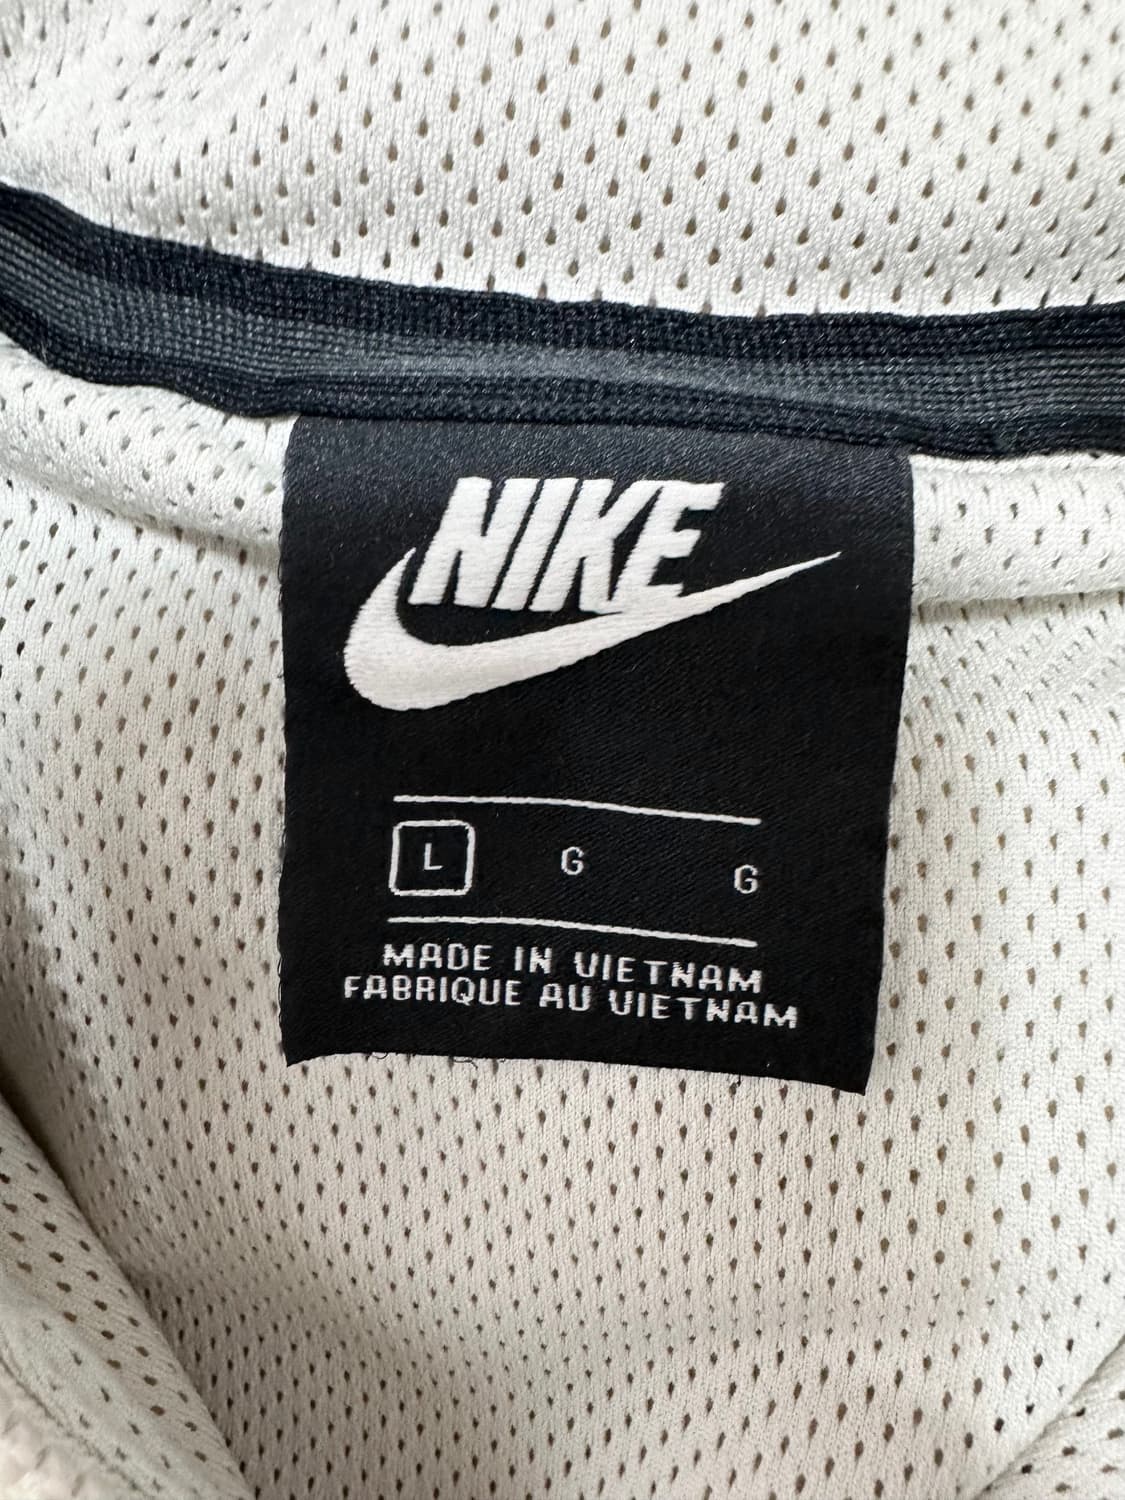 NIKE
L G G
MADE IN VIETNAM
FABRIQUE AU VIETNAM